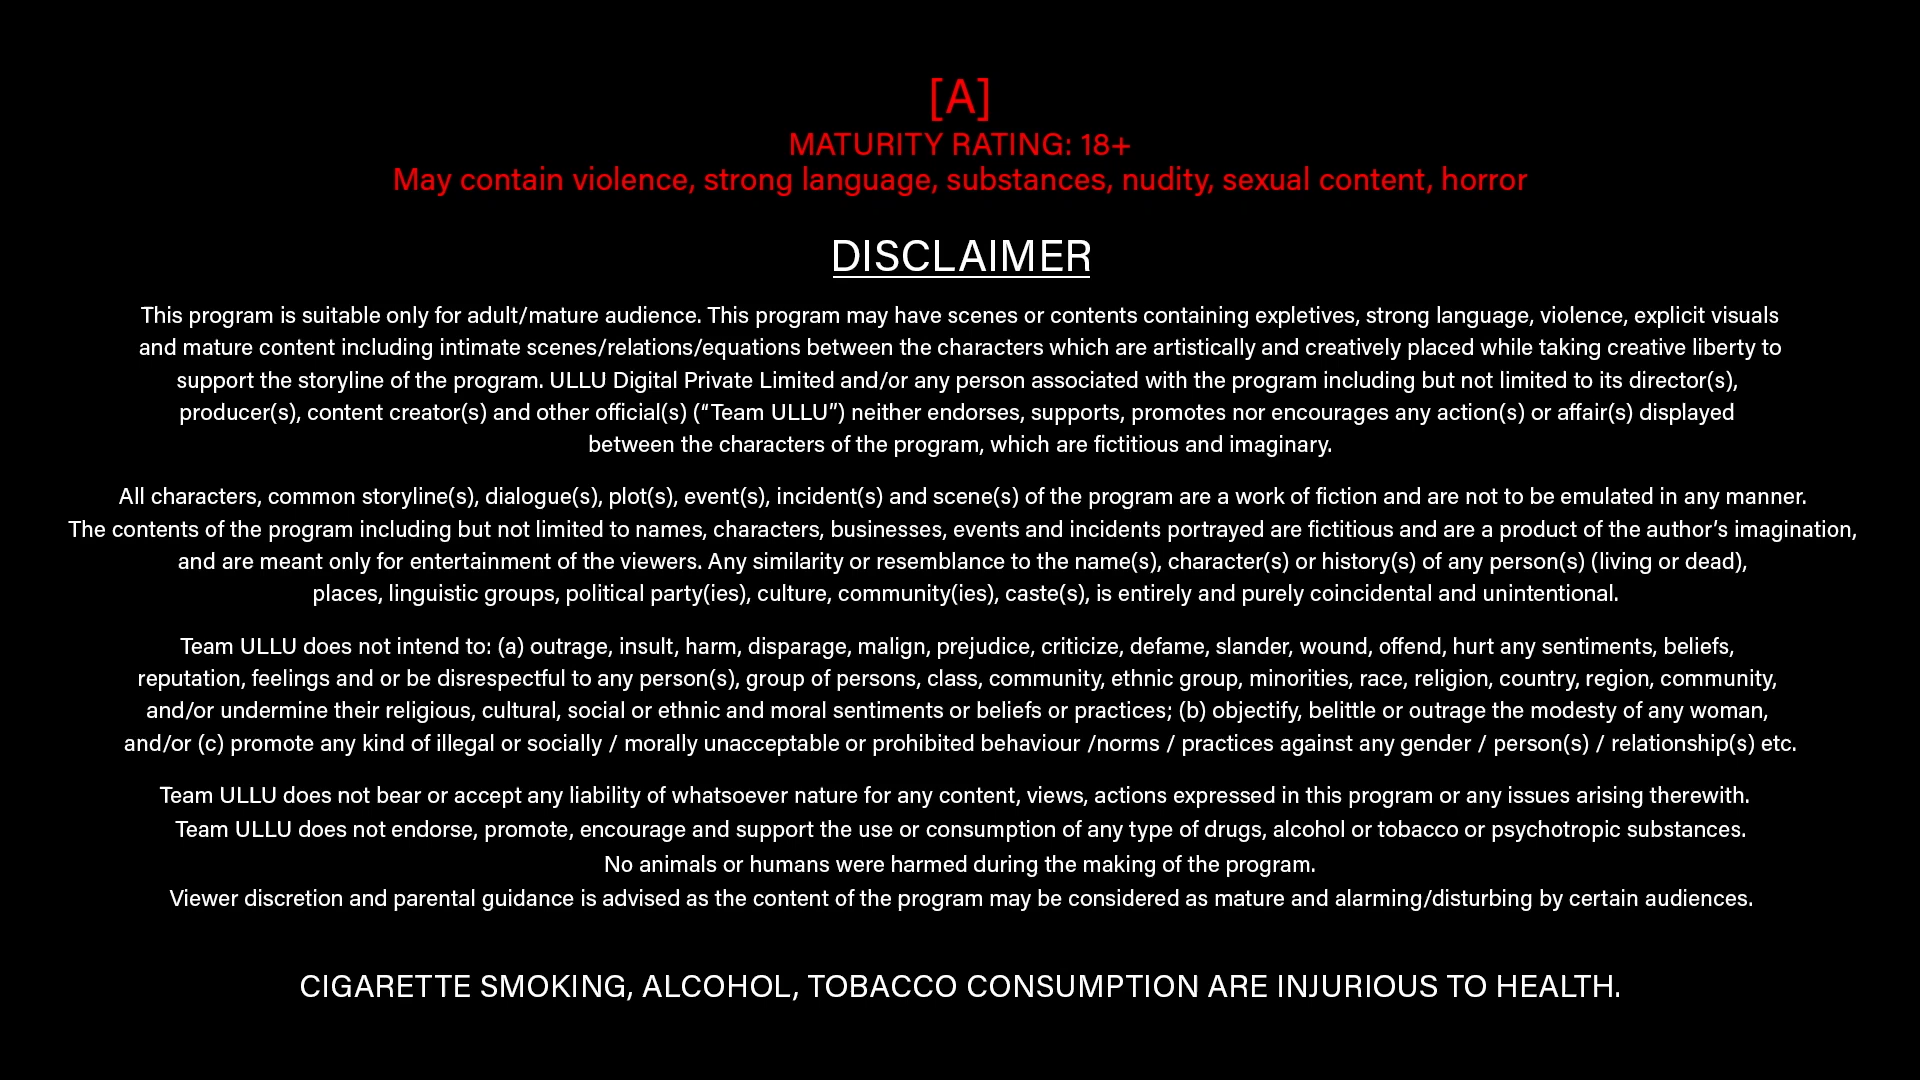 [A]
MATURITY RATING: 18+
May contain violence, strong language, substances, nudity, sexual content, horror
DISCLAIMER
This program is suitable only for adult/mature audience. This program may have scenes or contents containing expletives, strong language, violence, explicit visuals
and mature content including intimate scenes/relations/equations between the characters which are artistically and creatively placed while taking creative liberty to
support the storyline of the program. ULLU Digital Private Limited and/or any person associated with the program including but not limited to its director(s),
producer(s), content creator(s) and other official(s) (“Team ULLU”) neither endorses, supports, promotes nor encourages any action(s) or affair(s) displayed
between the characters of the program, which are fictitious and imaginary.
All characters, common storyline(s), dialogue(s), plot(s), event(s), incident(s) and scene(s) of the program are a work of fiction and are not to be emulated in any manner.
The contents of the program including but not limited to names, characters, businesses, events and incidents portrayed are fictitious and are a product of the author’s imagination,
and are meant only for entertainment of the viewers. Any similarity or resemblance to the name(s), character(s) or history(s) of any person(s) (living or dead),
places, linguistic groups, political party(ies), culture, community(ies), caste(s), is entirely and purely coincidental and unintentional.
Team ULLU does not intend to: (a) outrage, insult, harm, disparage, malign, prejudice, criticize, defame, slander, wound, offend, hurt any sentiments, beliefs,
reputation, feelings and or be disrespectful to any person(s), group of persons, class, community, ethnic group, minorities, race, religion, country, region, community,
and/or undermine their religious, cultural, social or ethnic and moral sentiments or beliefs or practices; (b) objectify, belittle or outrage the modesty of any woman,
and/or (c) promote any kind of illegal or socially / morally unacceptable or prohibited behaviour /norms / practices against any gender / person(s) / relationship(s) etc.
Team ULLU does not bear or accept any liability of whatsoever nature for any content, views, actions expressed in this program or any issues arising therewith.
Team ULLU does not endorse, promote, encourage and support the use or consumption of any type of drugs, alcohol or tobacco or psychotropic substances.
No animals or humans were harmed during the making of the program.
Viewer discretion and parental guidance is advised as the content of the program may be considered as mature and alarming/disturbing by certain audiences.
CIGARETTE SMOKING, ALCOHOL, TOBACCO CONSUMPTION ARE INJURIOUS TO HEALTH.